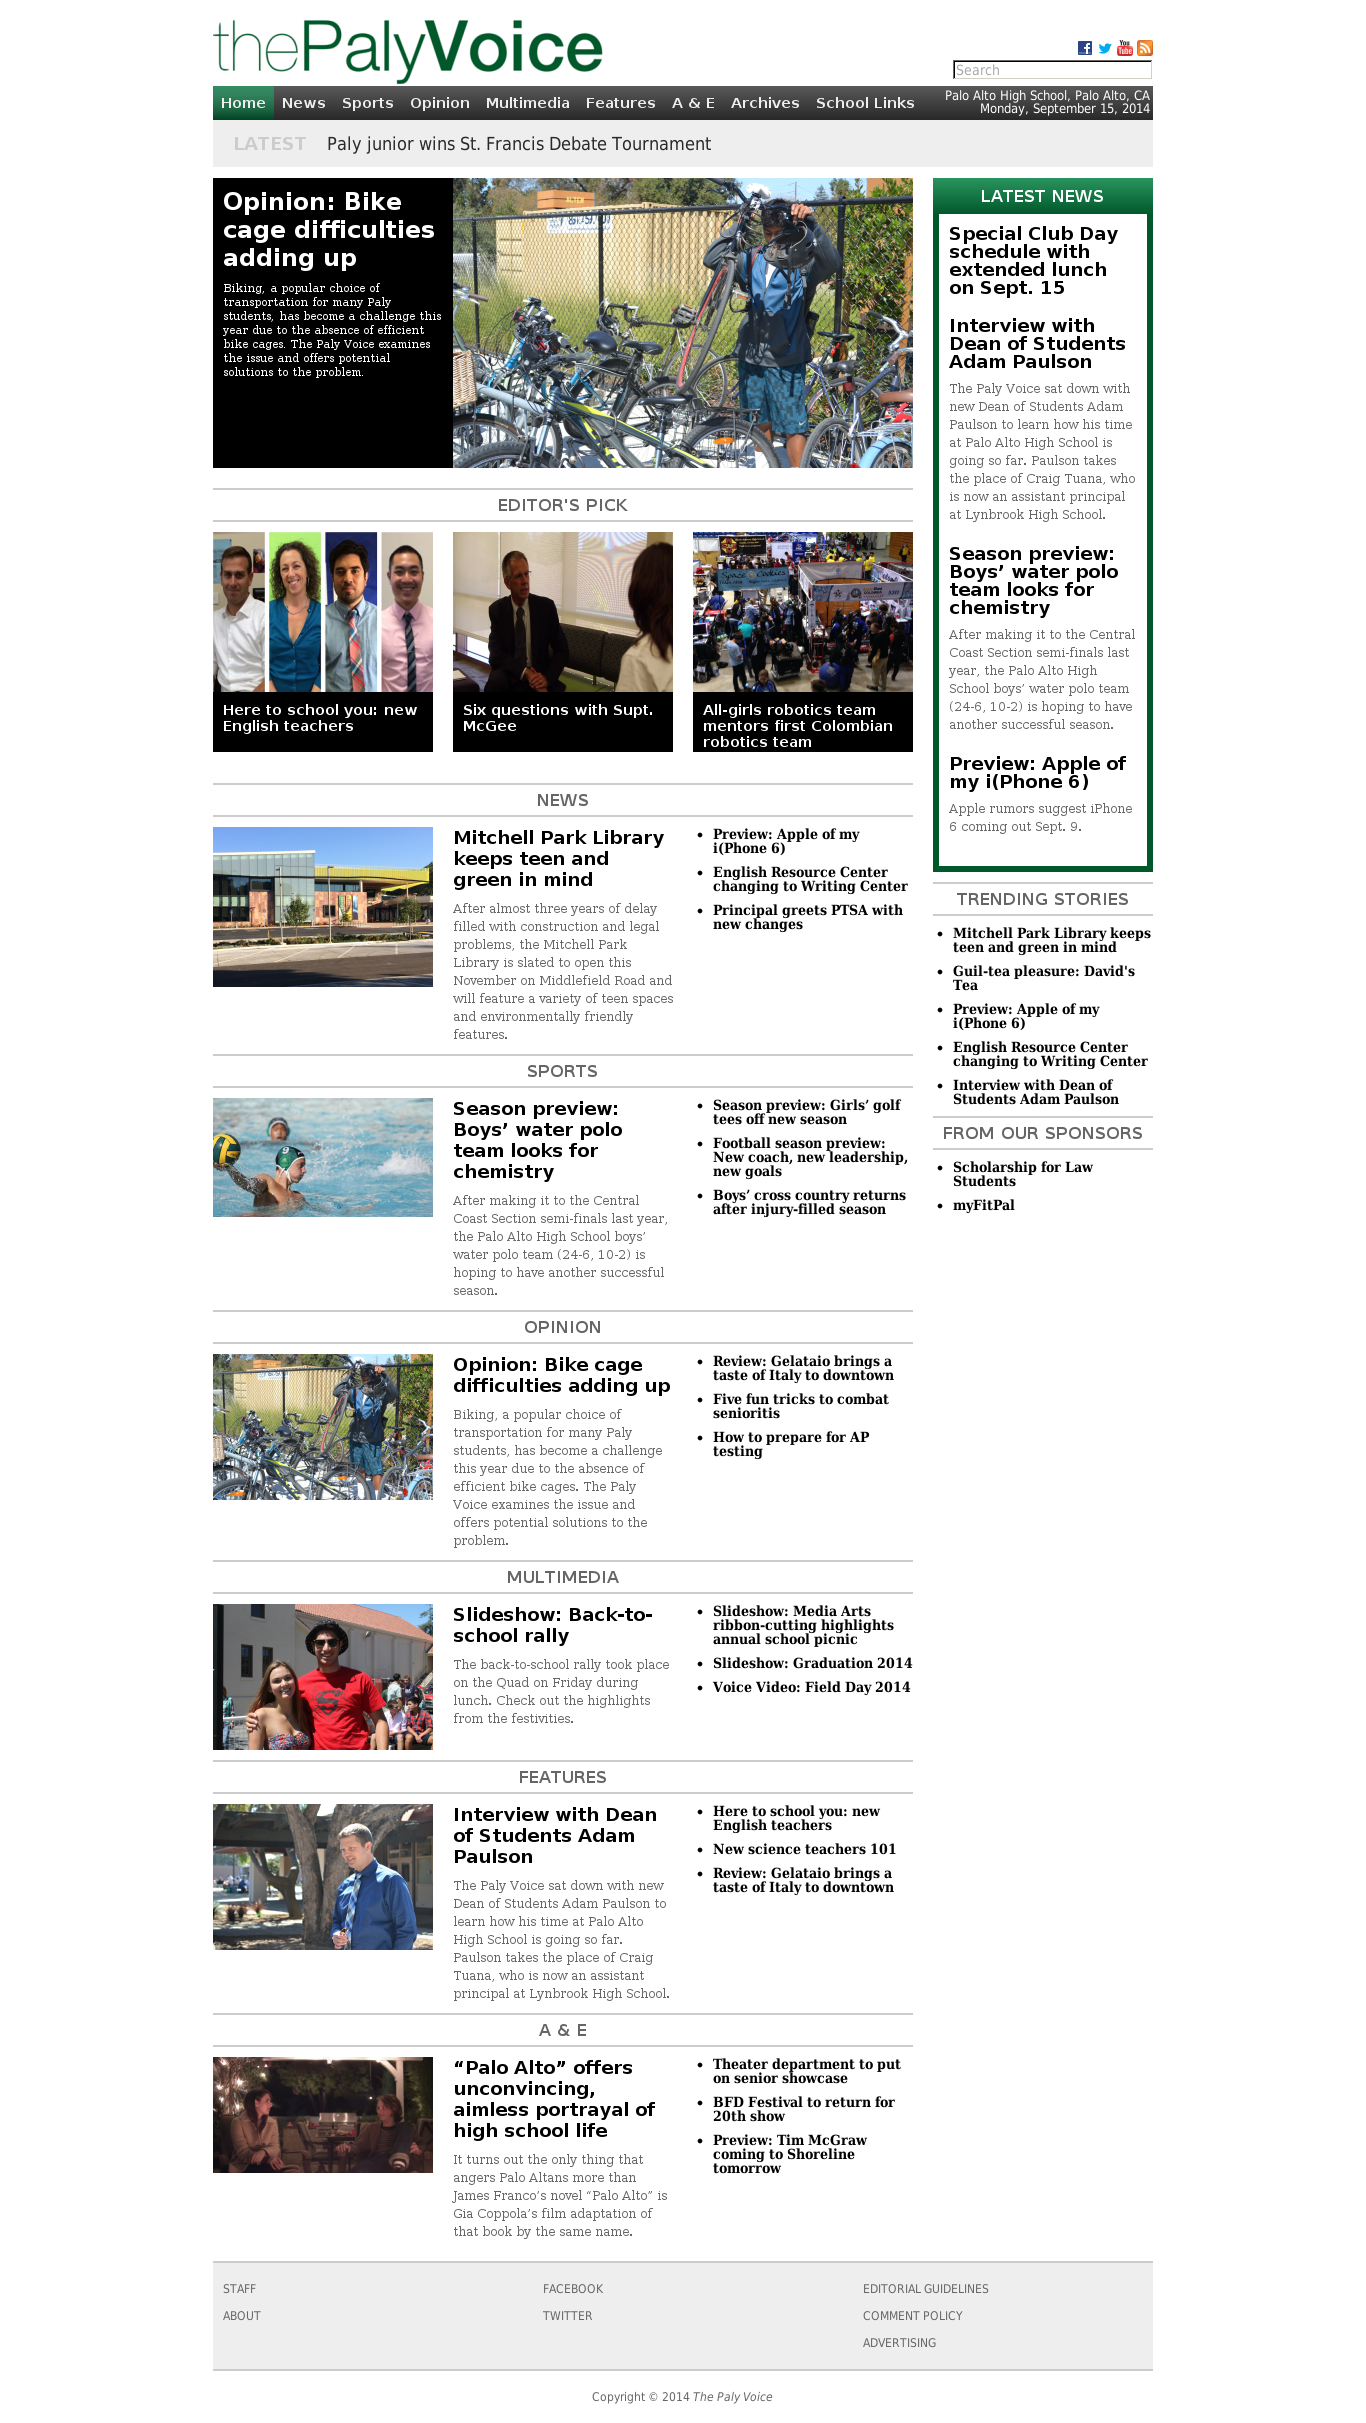 thePalyVoice
Search
Home News Sports Opinion Multimedia Features A & E Archives School Links
Palo Alto High School, Palo Alto, CA
Monday, September 15, 2014
LATEST Paly junior wins St. Francis Debate Tournament
Opinion: Bike
cage difficulties
adding up
Biking, a popular choice of
transportation for many Paly
students, has become a challenge this
year due to the absence of efficient
bike cages. The Paly Voice examines
the issue and offers potential
solutions to the problem.
EDITOR'S PICK
Here to school you: new
English teachers
Six questions with Supt.
McGee
All-girls robotics team
mentors first Colombian
robotics team
NEWS
Mitchell Park Library
keeps teen and
green in mind
After almost three years of delay
filled with construction and legal
problems, the Mitchell Park
Library is slated to open this
November on Middlefield Road and
will feature a variety of teen spaces
and environmentally friendly
features.
• Preview: Apple of my
i(Phone 6)
• English Resource Center
changing to Writing Center
• Principal greets PTSA with
new changes
SPORTS
Season preview:
Boys’ water polo
team looks for
chemistry
After making it to the Central
Coast Section semi-finals last year,
the Palo Alto High School boys’
water polo team (24-6, 10-2) is
hoping to have another successful
season.
• Season preview: Girls’ golf
tees off new season
• Football season preview:
New coach, new leadership,
new goals
• Boys’ cross country returns
after injury-filled season
OPINION
Opinion: Bike cage
difficulties adding up
Biking, a popular choice of
transportation for many Paly
students, has become a challenge
this year due to the absence of
efficient bike cages. The Paly
Voice examines the issue and
offers potential solutions to the
problem.
• Review: Gelataio brings a
taste of Italy to downtown
• Five fun tricks to combat
senioritis
• How to prepare for AP
testing
MULTIMEDIA
Slideshow: Back-to-
school rally
The back-to-school rally took place
on the Quad on Friday during
lunch. Check out the highlights
from the festivities.
• Slideshow: Media Arts
ribbon-cutting highlights
annual school picnic
• Slideshow: Graduation 2014
• Voice Video: Field Day 2014
FEATURES
Interview with Dean
of Students Adam
Paulson
The Paly Voice sat down with new
Dean of Students Adam Paulson to
learn how his time at Palo Alto
High School is going so far.
Paulson takes the place of Craig
Tuana, who is now an assistant
principal at Lynbrook High School.
• Here to school you: new
English teachers
• New science teachers 101
• Review: Gelataio brings a
taste of Italy to downtown
A & E
“Palo Alto” offers
unconvincing,
aimless portrayal of
high school life
It turns out the only thing that
angers Palo Altans more than
James Franco’s novel “Palo Alto” is
Gia Coppola’s film adaptation of
that book by the same name.
• Theater department to put
on senior showcase
• BFD Festival to return for
20th show
• Preview: Tim McGraw
coming to Shoreline
tomorrow
LATEST NEWS
Special Club Day
schedule with
extended lunch
on Sept. 15
Interview with
Dean of Students
Adam Paulson
The Paly Voice sat down with
new Dean of Students Adam
Paulson to learn how his time
at Palo Alto High School is
going so far. Paulson takes
the place of Craig Tuana, who
is now an assistant principal
at Lynbrook High School.
Season preview:
Boys’ water polo
team looks for
chemistry
After making it to the Central
Coast Section semi-finals last
year, the Palo Alto High
School boys’ water polo team
(24-6, 10-2) is hoping to have
another successful season.
Preview: Apple of
my i(Phone 6)
Apple rumors suggest iPhone
6 coming out Sept. 9.
TRENDING STORIES
• Mitchell Park Library keeps
teen and green in mind
• Guil-tea pleasure: David's
Tea
• Preview: Apple of my
i(Phone 6)
• English Resource Center
changing to Writing Center
• Interview with Dean of
Students Adam Paulson
FROM OUR SPONSORS
• Scholarship for Law
Students
• myFitPal
STAFF
ABOUT
FACEBOOK
TWITTER
EDITORIAL GUIDELINES
COMMENT POLICY
ADVERTISING
Copyright © 2014 The Paly Voice